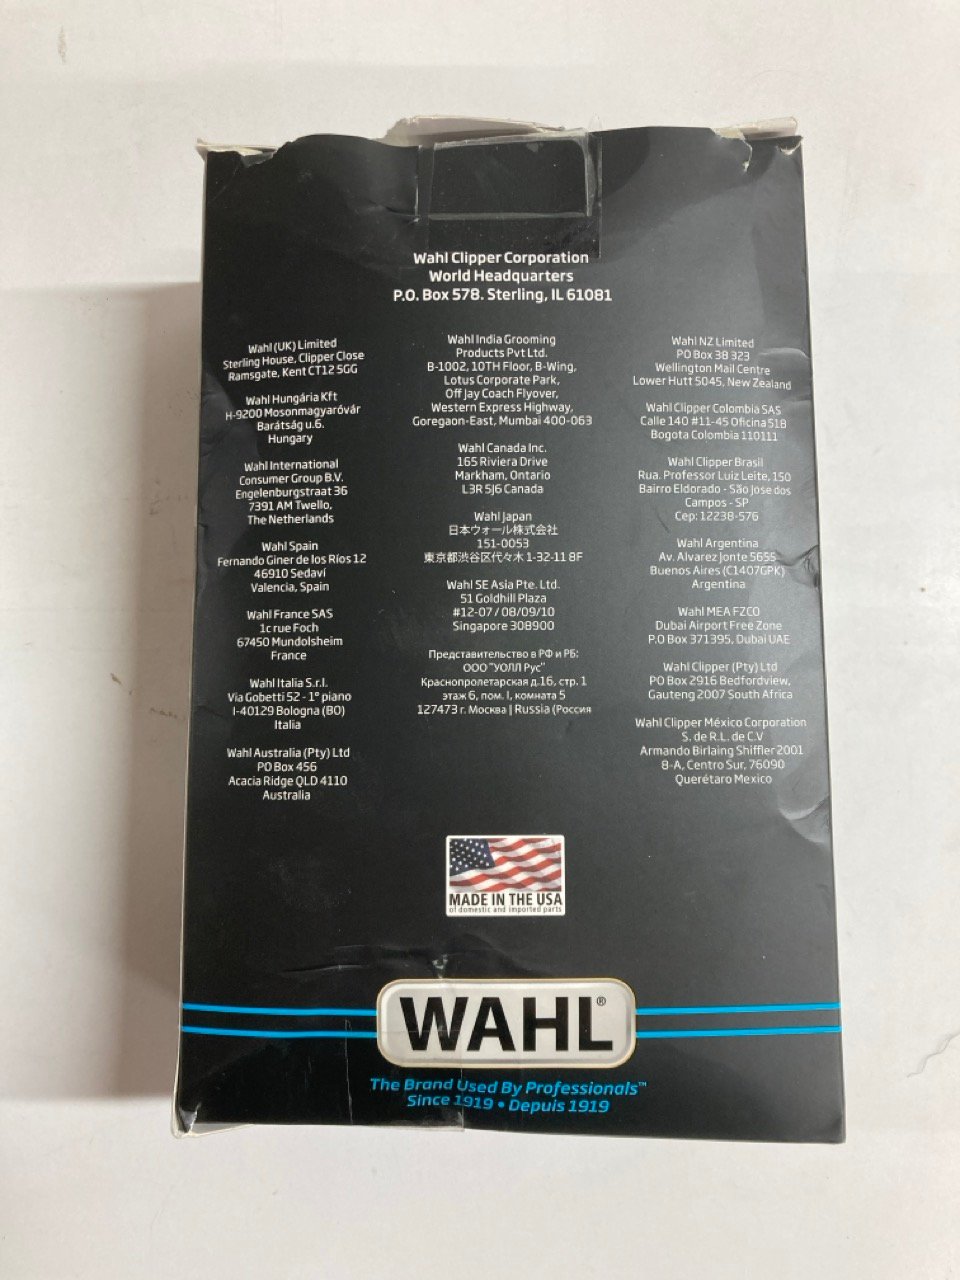 Wahl Clipper Corporation
World Headquarters
P.O. Box 578. Sterling, IL 61081
Wahl (UK) Limited
Sterling House, Clipper Close
Ramsgate, Kent CT12 5GG
Wahl Hungária Kft
H-9200 Mosonmagyaróvár
Barátság u.6.
Hungary
Wahl International
Consumer Group B.V.
Engelenburgstraat 36
7391 AM Twello,
The Netherlands
Wahl Spain
Fernando Giner de los Ríos 12
46910 Sedaví
Valencia, Spain
Wahl France SAS
1c rue Foch
67450 Mundolsheim
France
Wahl Italia S.r.l.
Via Gobetti 52 - 1° piano
I-40129 Bologna (BO)
Italia
Wahl Australia (Pty) Ltd
PO Box 456
Acacia Ridge QLD 4110
Australia
Wahl India Grooming
Products Pvt Ltd.
B-1002, 10TH Floor, B-Wing,
Lotus Corporate Park,
Off Jay Coach Flyover,
Western Express Highway,
Goregaon-East, Mumbai 400-063
Wahl Canada Inc.
165 Riviera Drive
Markham, Ontario
L3R 5J6 Canada
Wahl Japan
日本ウォール株式会社
151-0053
東京都渋谷区代々木 1-32-11 8F
Wahl SE Asia Pte. Ltd.
51 Goldhill Plaza
#12-07 / 08/09/10
Singapore 308900
Представительство в РФ и РБ:
ООО "УОЛЛ Рус"
Краснопролетарская д.16, стр. 1
этаж 6, пом. I, комната 5
127473 г. Москва | Russia (Россия
Wahl NZ Limited
PO Box 38 323
Wellington Mail Centre
Lower Hutt 5045, New Zealand
Wahl Clipper Colombia SAS
Calle 140 #11-45 Oficina 518
Bogota Colombia 110111
Wahl Clipper Brasil
Rua. Professor Luiz Leite, 150
Bairro Eldorado - São Jose dos
Campos - SP
Cep: 12238-576
Wahl Argentina
Av. Alvarez Jonte 5655
Buenos Aires (C1407GPK)
Argentina
Wahl MEA FZCO
Dubai Airport Free Zone
P.O Box 371395, Dubai UAE
Wahl Clipper (Pty) Ltd
PO Box 2916 Bedfordview,
Gauteng 2007 South Africa
Wahl Clipper México Corporation
S. de R.L. de C.V
Armando Birlaing Shiffler 2001
8-A, Centro Sur, 76090
Querétaro Mexico
MADE IN THE USA
of domestic and imported parts
WAHL®
The Brand Used By Professionals™
Since 1919 • Depuis 1919